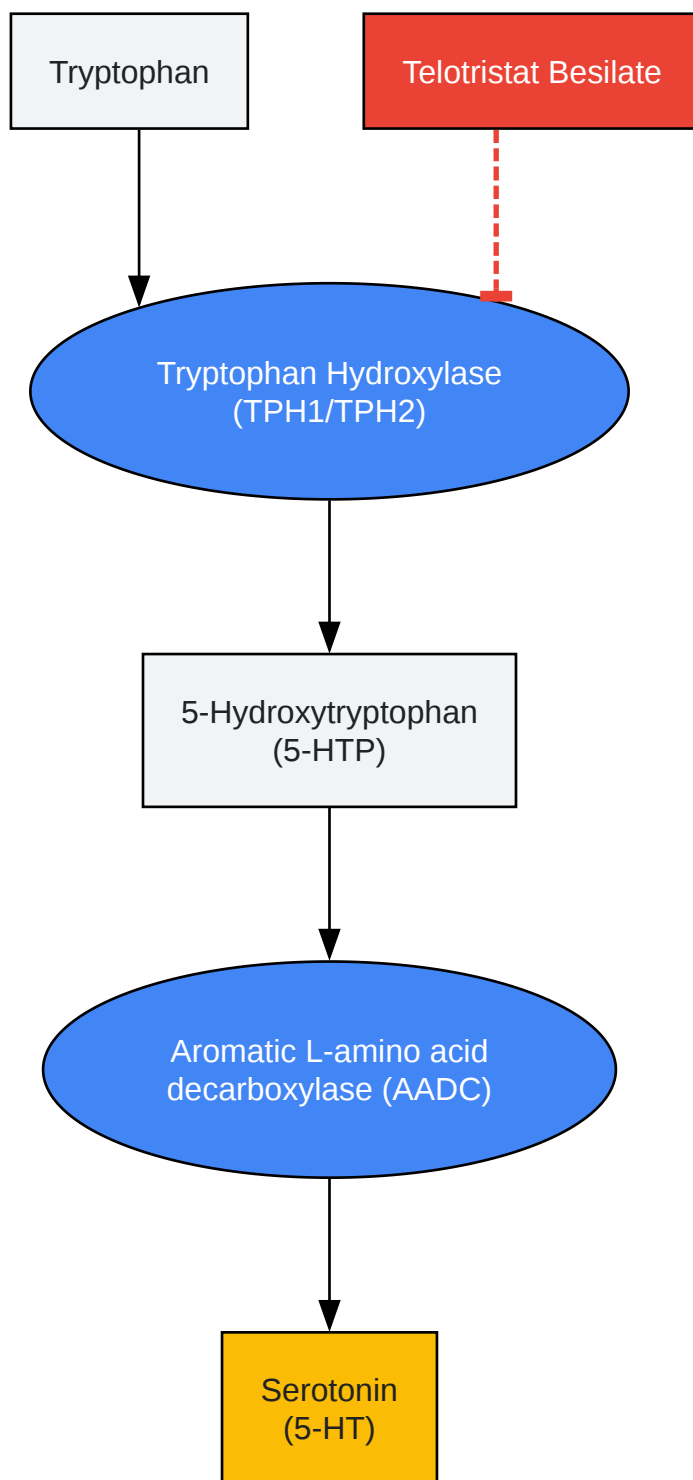 Tryptophan
Telotristat Besilate
Tryptophan Hydroxylase
(TPH1/TPH2)
5-Hydroxytryptophan
(5-HTP)
Aromatic L-amino acid
decarboxylase (AADC)
Serotonin
(5-HT)